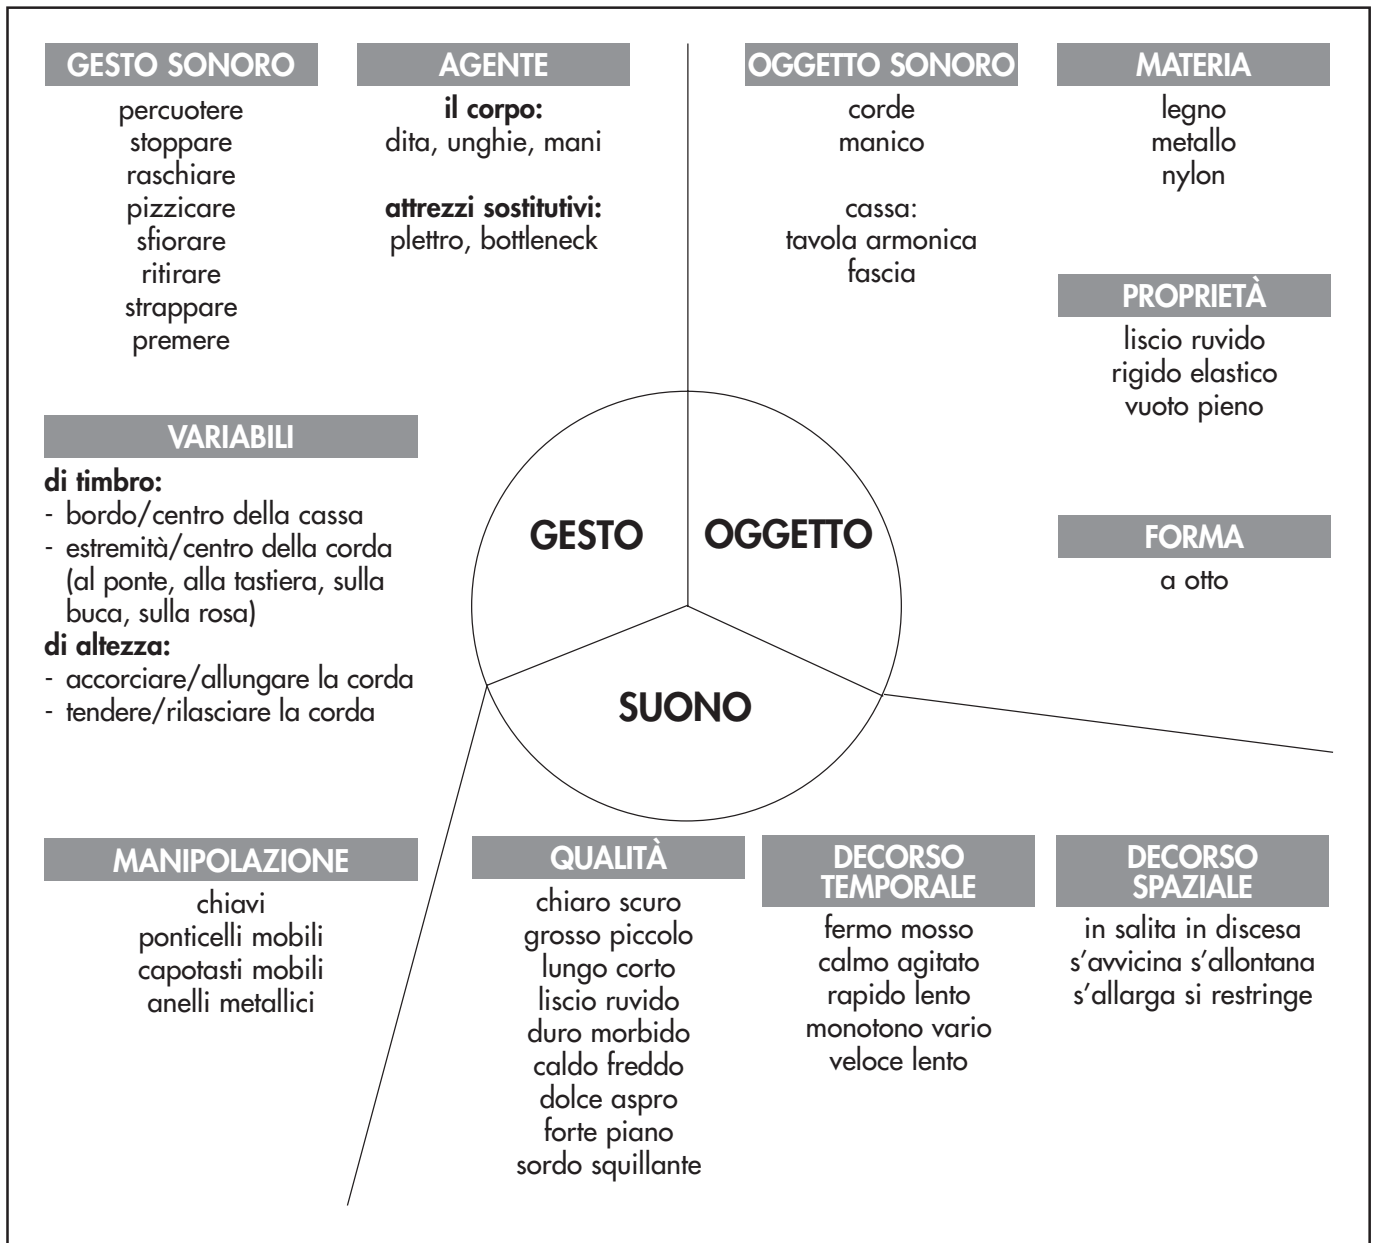 GESTO SONORO
percuotere
stoppare
raschiare
pizzicare
sfiorare
ritirare
strappare
premere
AGENTE
il corpo:
dita, unghie, mani
attrezzi sostitutivi:
plettro, bottleneck
VARIABILI
di timbro:
- bordo/centro della cassa
- estremità/centro della corda
(al ponte, alla tastiera, sulla
buca, sulla rosa)
di altezza:
- accorciare/allungare la corda
- tendere/rilasciare la corda
MANIPOLAZIONE
chiavi
ponticelli mobili
capotasti mobili
anelli metallici
GESTO
OGGETTO
SUONO
OGGETTO SONORO
corde
manico
cassa:
tavola armonica
fascia
MATERIA
legno
metallo
nylon
PROPRIETÀ
liscio ruvido
rigido elastico
vuoto pieno
FORMA
a otto
QUALITÀ
chiaro scuro
grosso piccolo
lungo corto
liscio ruvido
duro morbido
caldo freddo
dolce aspro
forte piano
sordo squillante
DECORSO
TEMPORALE
fermo mosso
calmo agitato
rapido lento
monotono vario
veloce lento
DECORSO
SPAZIALE
in salita in discesa
s'avvicina s'allontana
s'allarga si restringe